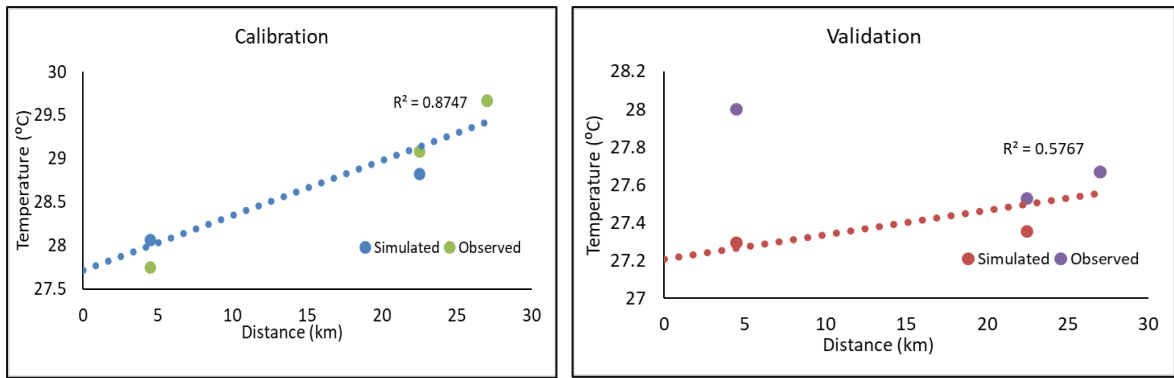 Calibration
Temperature (⁰C)
30
29.5
29
28.5
28
27.5
R² = 0.8747
Simulated Observed
0 5 10 15 20 25 30
Distance (km)
Validation
Temperature (⁰C)
28.2
28
27.8
27.6
27.4
27.2
27
R² = 0.5767
Simulated Observed
0 5 10 15 20 25 30
Distance (km)